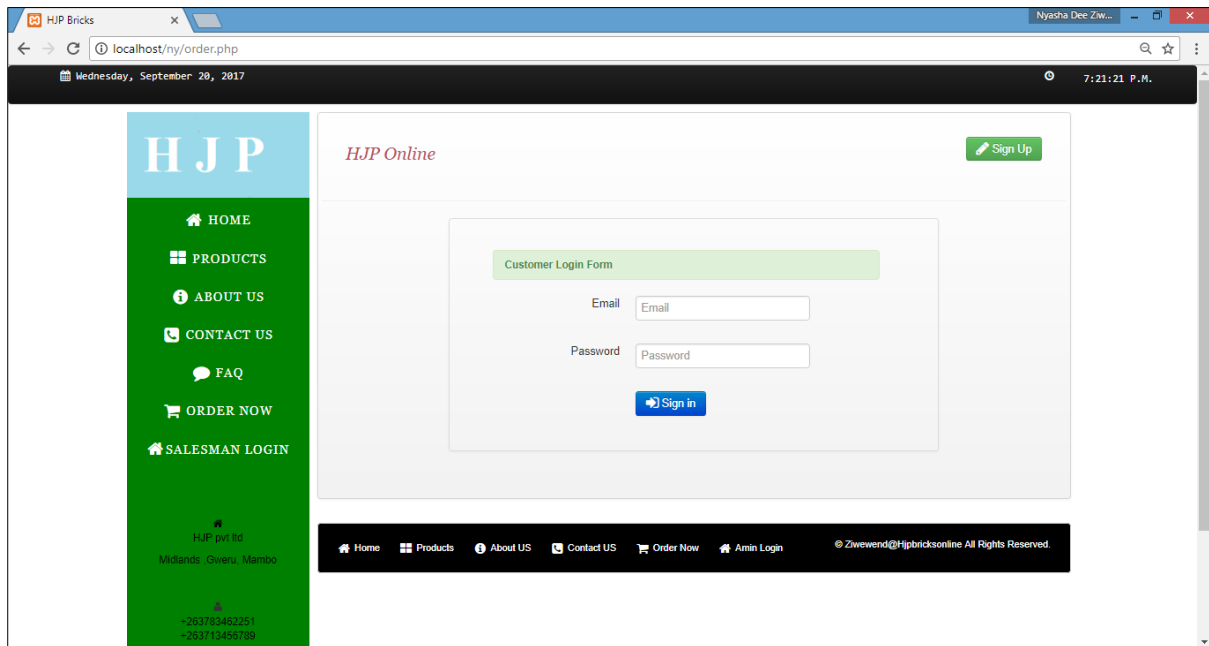 HJP Bricks
Nyasha Dee Ziw...
localhost/ny/order.php
Wednesday, September 20, 2017
7:21:21 P.M.
H J P
HJP Online
Sign Up
HOME
PRODUCTS
ABOUT US
CONTACT US
FAQ
ORDER NOW
SALESMAN LOGIN
Customer Login Form
Email
Email
Password
Password
Sign in
HJP pvt ltd
Midlands ,Gweru, Mambo
+263783462251
+263713456789
Home Products About US Contact US Order Now Amin Login
© Ziwewend@Hjpbricksonline All Rights Reserved.